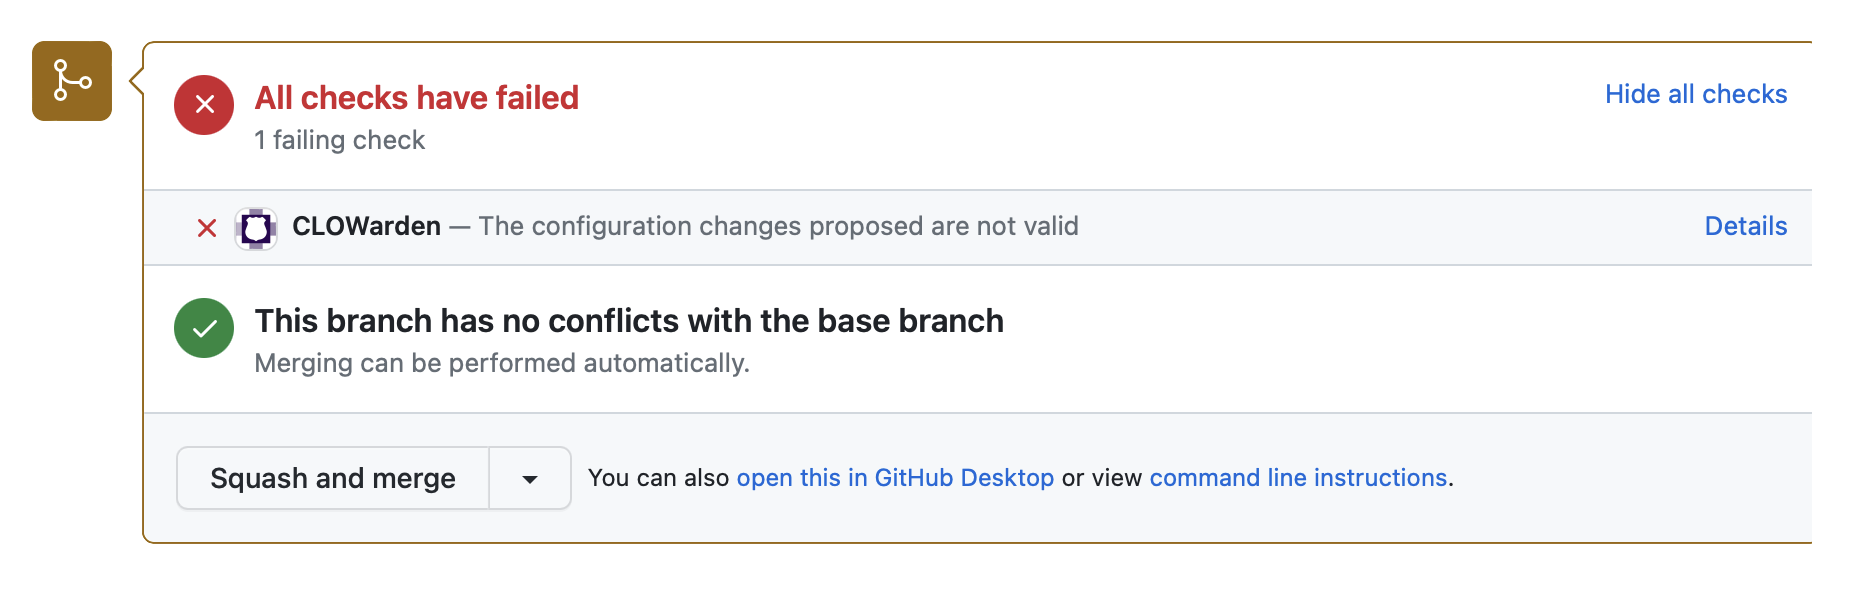 All checks have failed
Hide all checks
1 failing check
CLOWarden — The configuration changes proposed are not valid
Details
This branch has no conflicts with the base branch
Merging can be performed automatically.
Squash and merge
You can also open this in GitHub Desktop or view command line instructions.